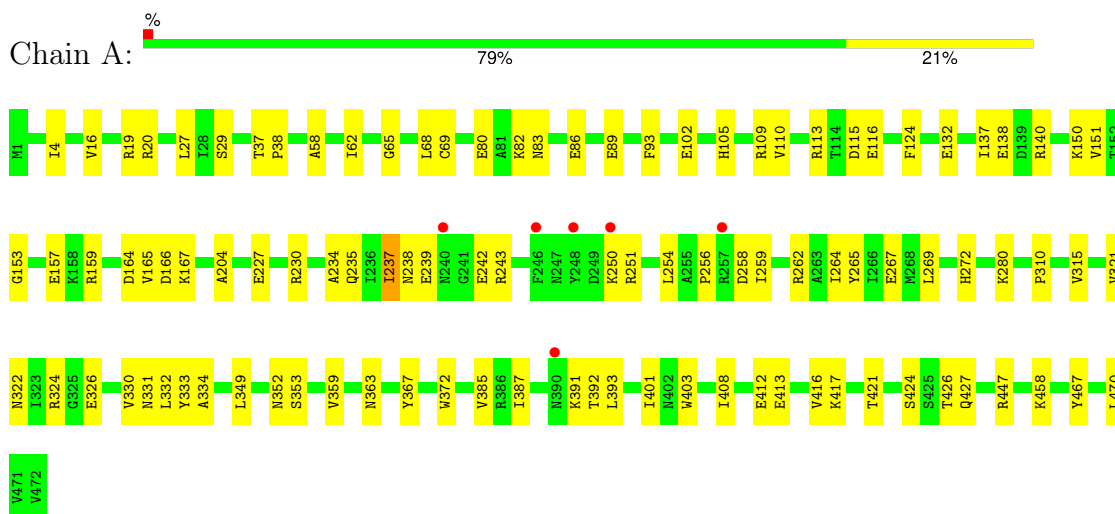 %
Chain A:
79% 21%
M1 I4 V16 R19 R20 L27 I28 S29 T37 P38 A58 I62 G65 L68 C69 E80 A81 K82 N83 E86 E89 F93 E102 H105 R109 V110 R113 T114 D115 E116 F124 E132 I137 E138 D139 R140 K150 V151 T152
G153 E157 K158 R159 D164 V165 D166 K167 A204 E227 R230 A234 Q235 I236 I237 N238 E239 N240 G241 E242 R243 F246 N247 Y248 D249 K250 R251 L254 A255 P256 R257 D258 I259 R262 A263 I264 Y265 I266 E267 M268 L269 H272 K280 P310 V315 V321
N322 I323 R324 G325 E326 V330 N331 L332 Y333 A334 L349 N352 S353 V359 N363 Y367 W372 V385 R386 I387 N390 K391 T392 L393 I401 N402 W403 I408 E412 E413 V416 K417 T421 S424 S425 T426 Q427 R447 K458 Y467 L470
V471 V472